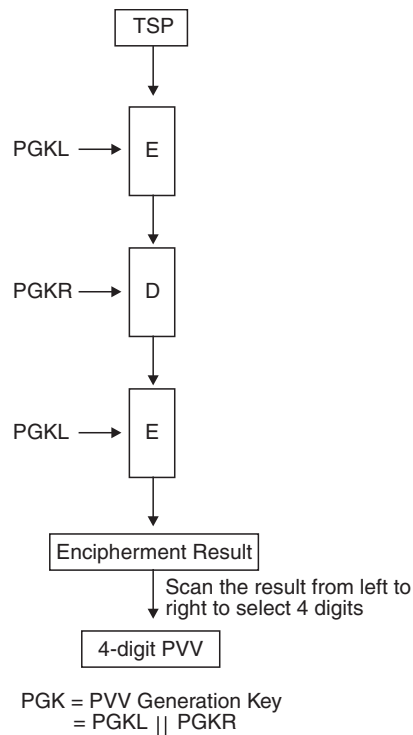 TSP
PGKL
E
PGKR
D
PGKL
E
Encipherment Result
Scan the result from left to
right to select 4 digits
4-digit PVV
PGK = PVV Generation Key
= PGKL || PGKR